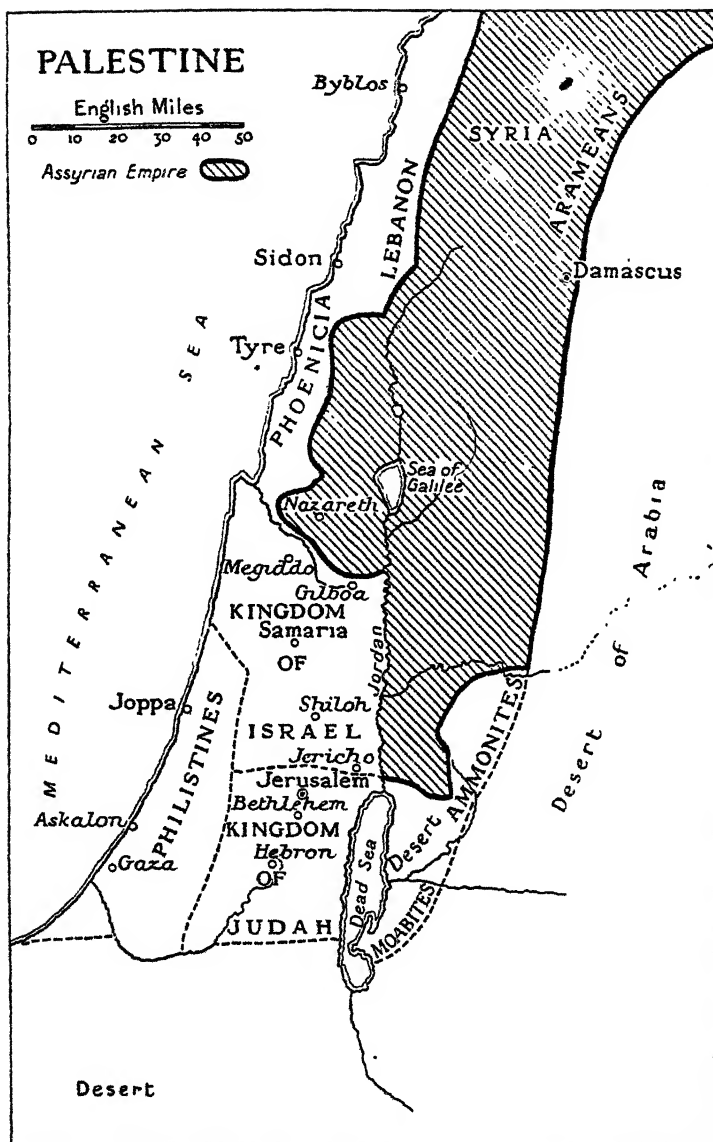 PALESTINE
English Miles
0 10 20 30 40 50
Assyrian Empire
Byblos
SYRIA
ARAMEANS
LEBANON
Sidon
Damascus
PHOENICIA
Tyre
MEDITERRANEAN SEA
Sea of
Galilee
Nazareth
Desert of Arabia
Megiddo
Gilboa
KINGDOM
Samaria
OF
Jordan
Shiloh
Joppa
PHILISTINES
ISRAEL
Jericho
Jerusalem
AMMONITES
Bethlehem
Askalon
KINGDOM
Desert
Hebron
Gaza
OF
Dead Sea
JUDAH
MOABITES
Desert